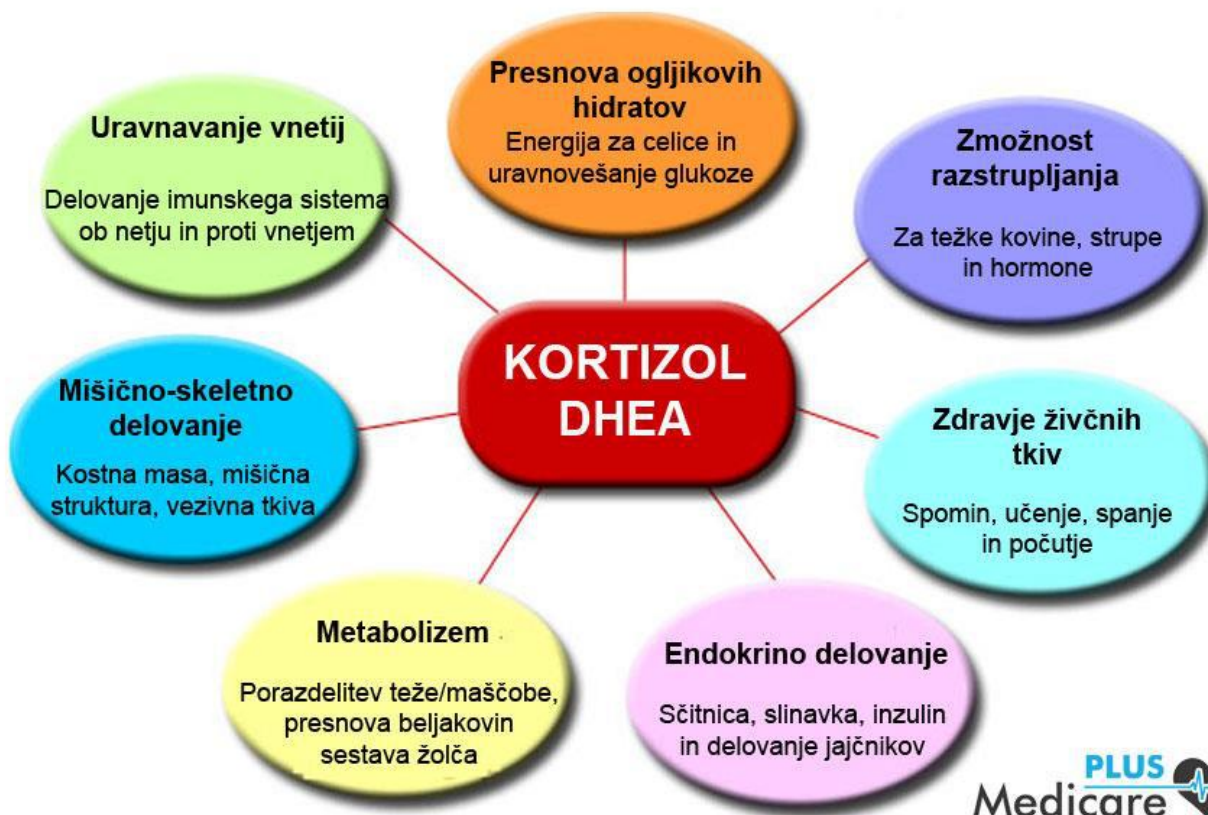 Presnova ogljikovih
hidratov
Energija za celice in
uravnovešanje glukoze
Uravnavanje vnetij
Delovanje imunskega sistema
ob netju in proti vnetjem
Zmožnost
razstrupljanja
Za težke kovine, strupe
in hormone
KORTIZOL
DHEA
Mišično-skeletno
delovanje
Kostna masa, mišična
struktura, vezivna tkiva
Zdravje živčnih
tkiv
Spomin, učenje, spanje
in počutje
Metabolizem
Porazdelitev teže/maščobe,
presnova beljakovin
sestava žolča
Endokrino delovanje
Sčitnica, slinavka, inzulin
in delovanje jajčnikov
PLUS
Medicare